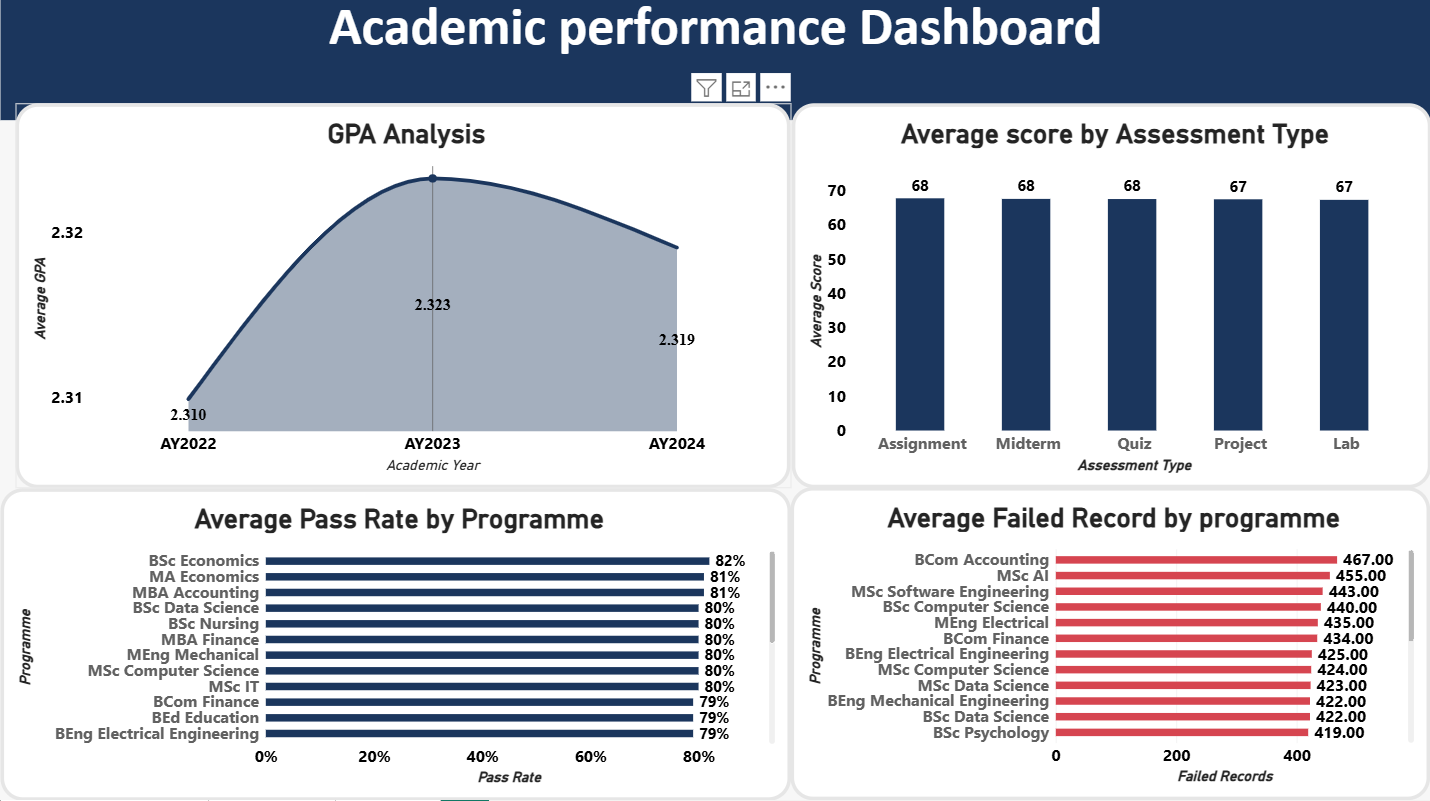 Academic performance Dashboard
GPA Analysis
2.32
2.31
Average GPA
2.310
2.323
2.319
AY2022 AY2023 AY2024
Academic Year
Average score by Assessment Type
70
60
50
40
30
20
10
0
Average Score
68 68 68 67 67
Assignment Midterm Quiz Project Lab
Assessment Type
Average Pass Rate by Programme
Programme
BSc Economics 82%
MA Economics 81%
MBA Accounting 81%
BSc Data Science 80%
BSc Nursing 80%
MBA Finance 80%
MEng Mechanical 80%
MSc Computer Science 80%
MSc IT 80%
BCom Finance 79%
BEd Education 79%
BEng Electrical Engineering 79%
0% 20% 40% 60% 80%
Pass Rate
Average Failed Record by programme
Programme
BCom Accounting 467.00
MSc AI 455.00
MSc Software Engineering 443.00
BSc Computer Science 440.00
MEng Electrical 435.00
BCom Finance 434.00
BEng Electrical Engineering 425.00
MSc Computer Science 424.00
MSc Data Science 423.00
BEng Mechanical Engineering 422.00
BSc Data Science 422.00
BSc Psychology 419.00
0 200 400
Failed Records